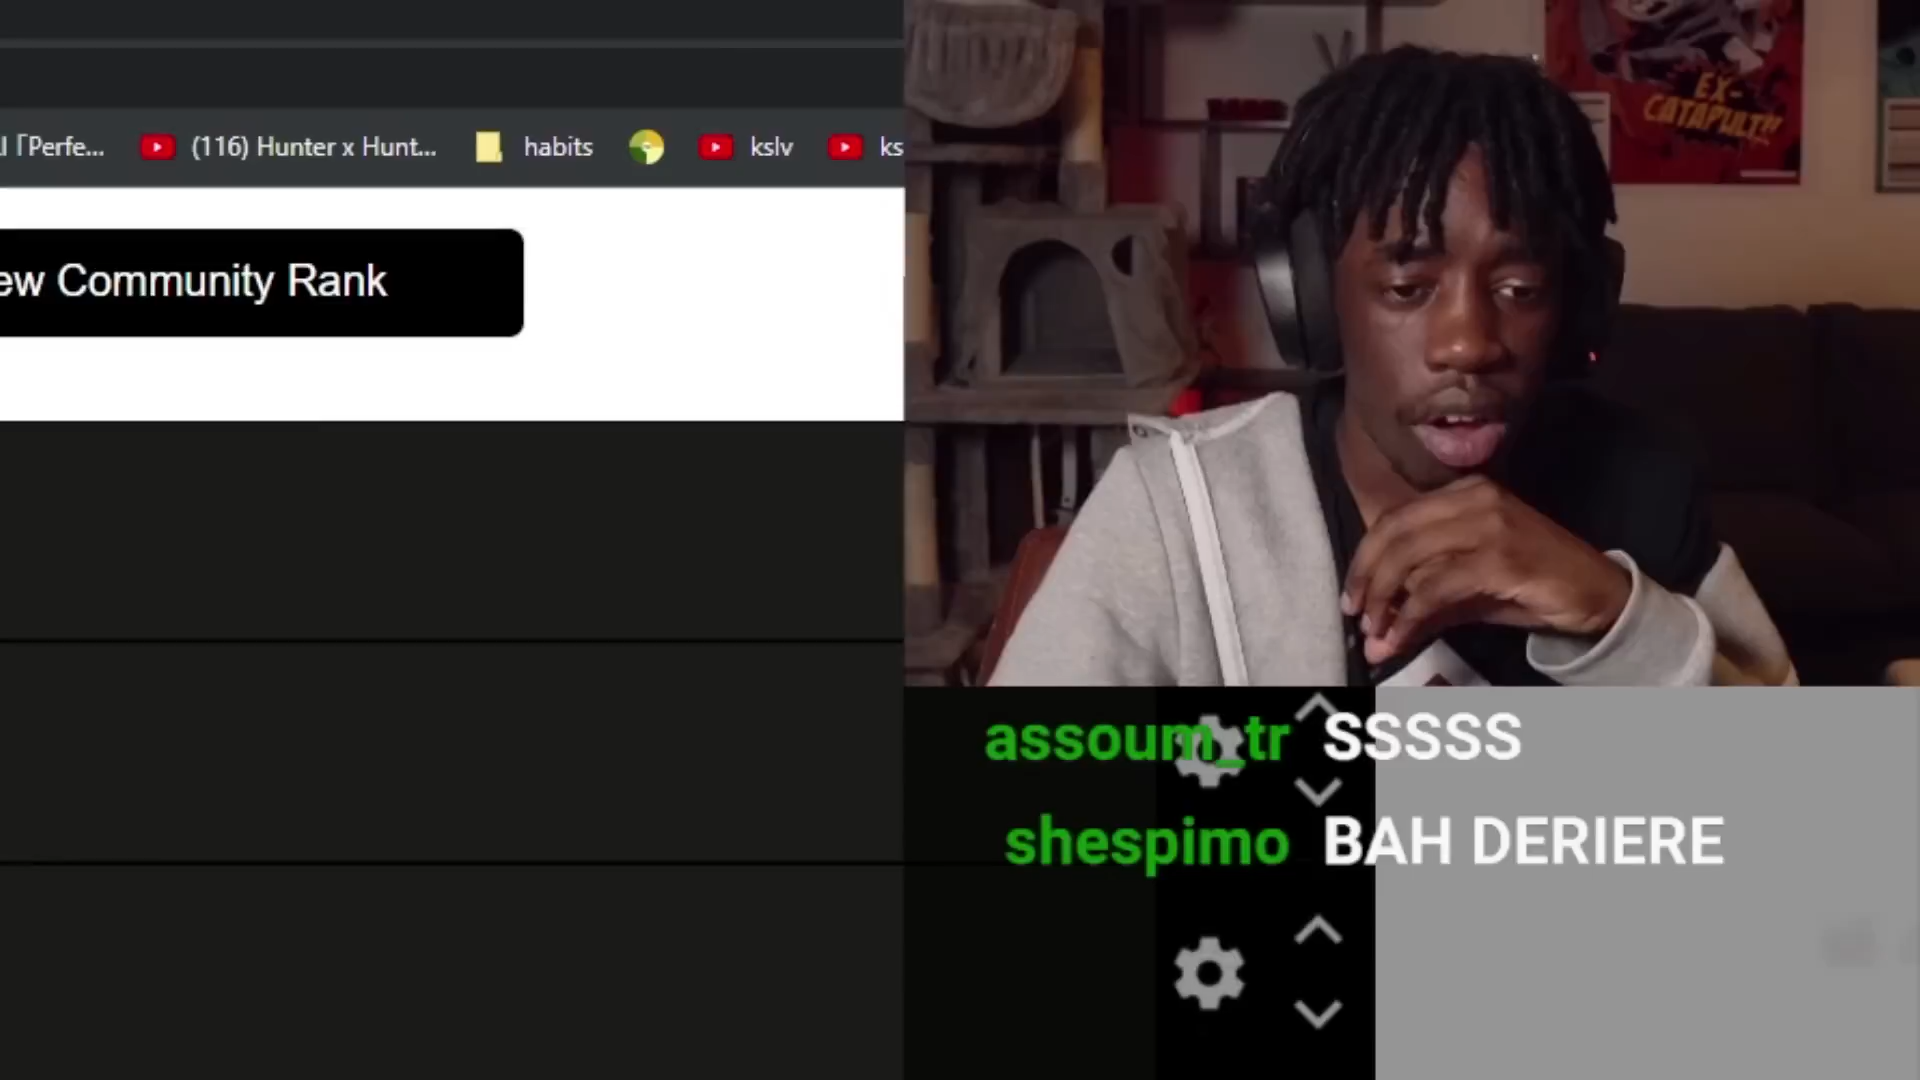 l「Perfe...
(116) Hunter x Hunt...
habits
kslv
ks
ew Community Rank
EX-
CATAPULT!!
assoum_tr SSSSS
shespimo BAH DERIERE